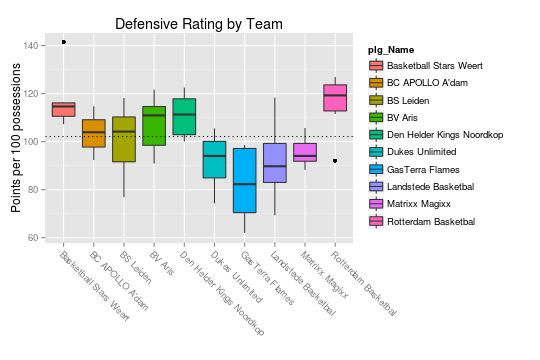 Defensive Rating by Team
Points per 100 possessions
140
120
100
80
60
Basketball Stars Weert
BC APOLLO A'dam
BS Leiden
BV Aris
Den Helder Kings Noordkop
Dukes Unlimited
GasTerra Flames
Landstede Basketbal
Matrixx Magixx
Rotterdam Basketbal
plg_Name
Basketball Stars Weert
BC APOLLO A'dam
BS Leiden
BV Aris
Den Helder Kings Noordkop
Dukes Unlimited
GasTerra Flames
Landstede Basketbal
Matrixx Magixx
Rotterdam Basketbal